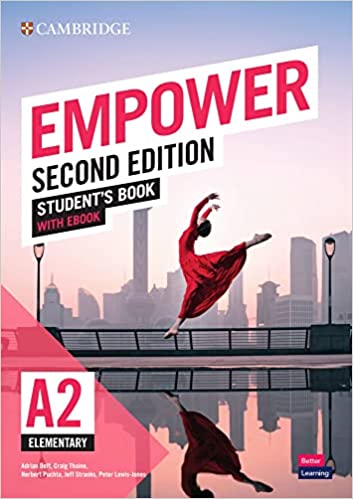 CAMBRIDGE
EMPOWER
SECOND EDITION
STUDENT'S BOOK
WITH EBOOK
A2
ELEMENTARY
Adrian Doff, Craig Thaine,
Herbert Puchta, Jeff Stranks, Peter Lewis-Jones
Better
Learning